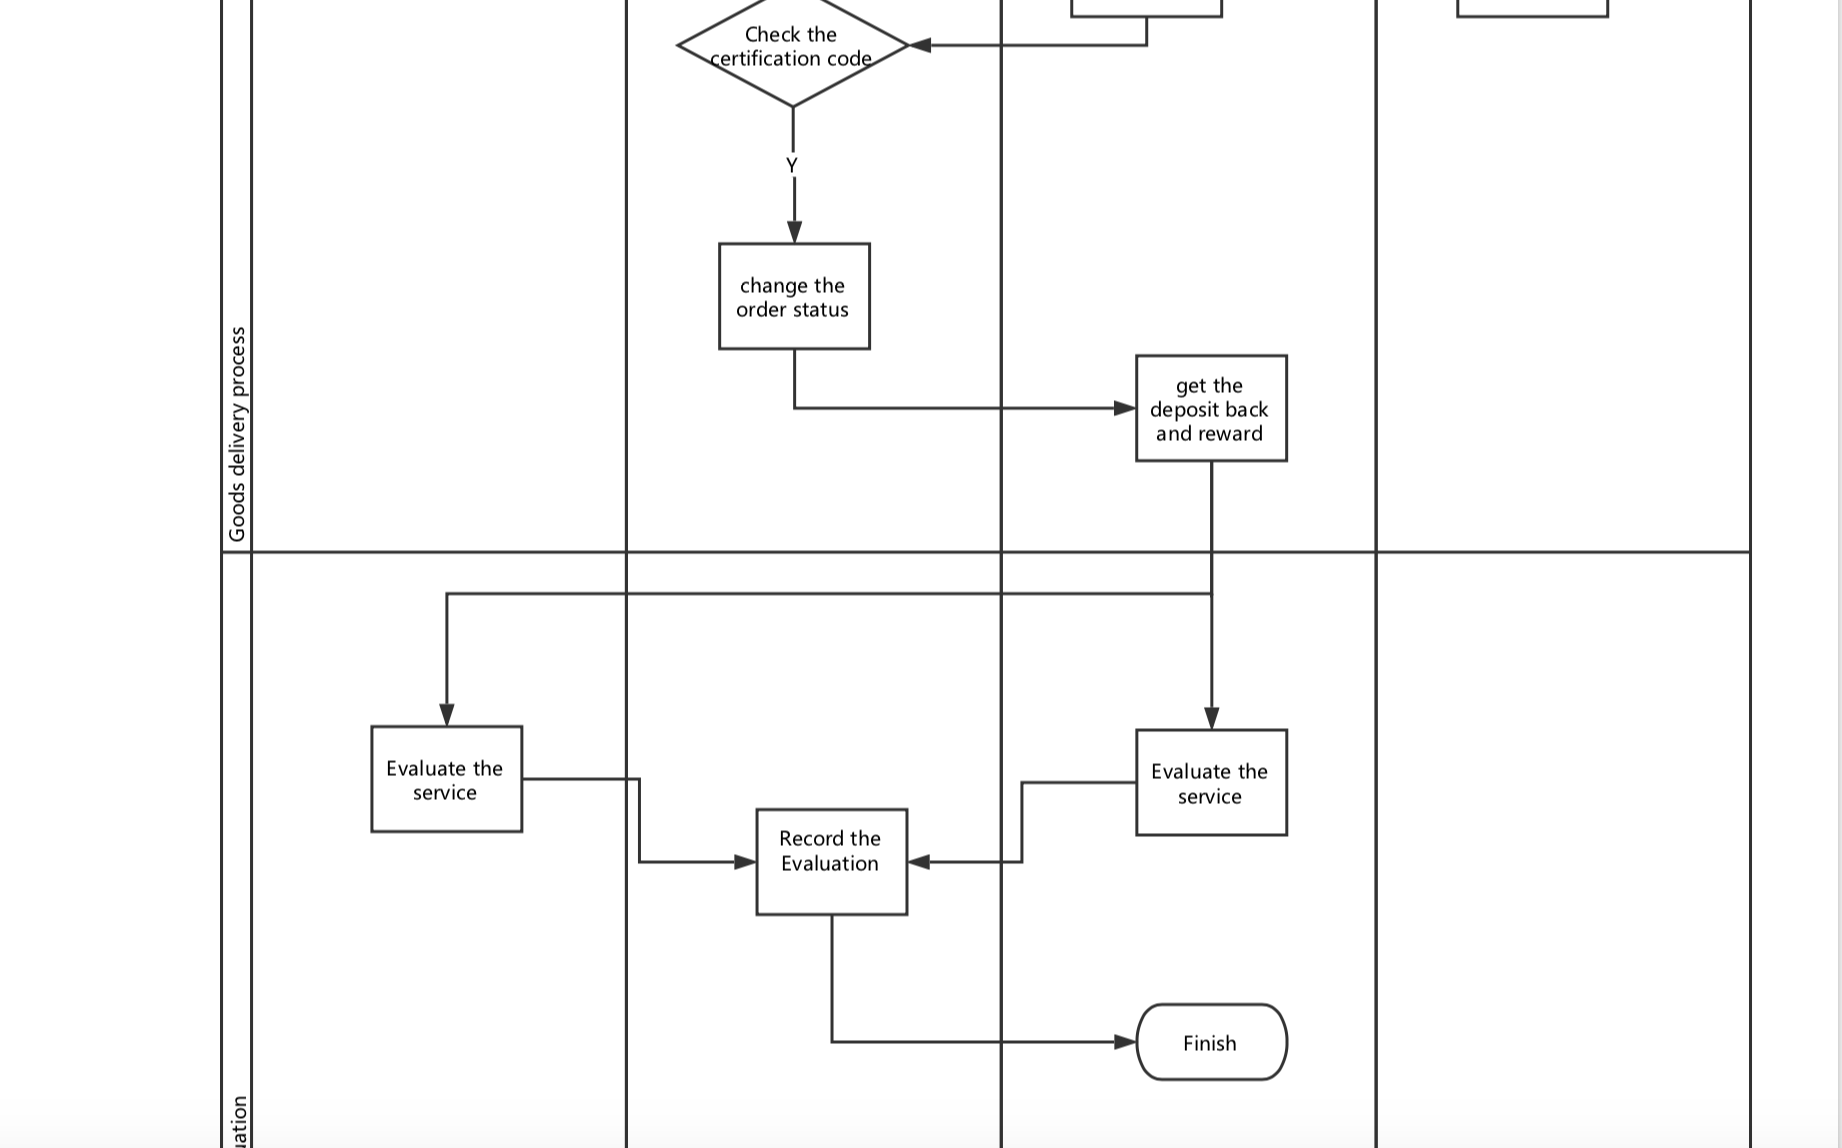 Check the
certification code
Y
change the
order status
get the
deposit back
and reward
Goods delivery process
Evaluate the
service
Evaluate the
service
Record the
Evaluation
Finish